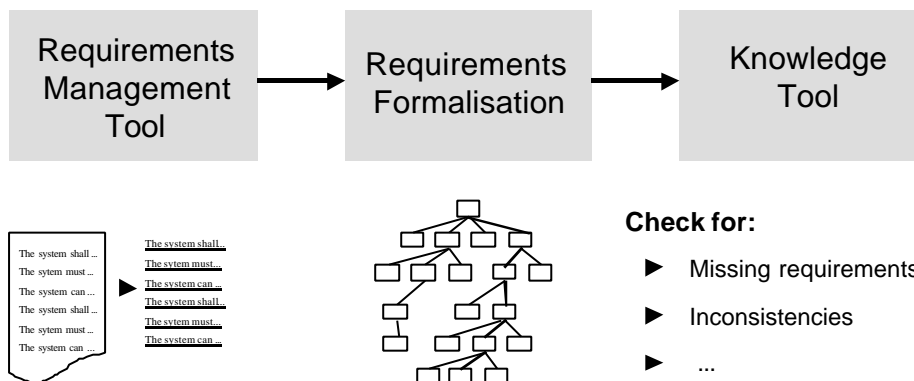 Requirements
Management
Tool
Requirements
Formalisation
Knowledge
Tool
The system shall ...
The sytem must ...
The system can ...
The system shall ...
The sytem must ...
The system can ...
The system shall...
The sytem must...
The system can ...
The system shall...
The sytem must...
The system can ...
Check for:
Missing requirements
Inconsistencies
...